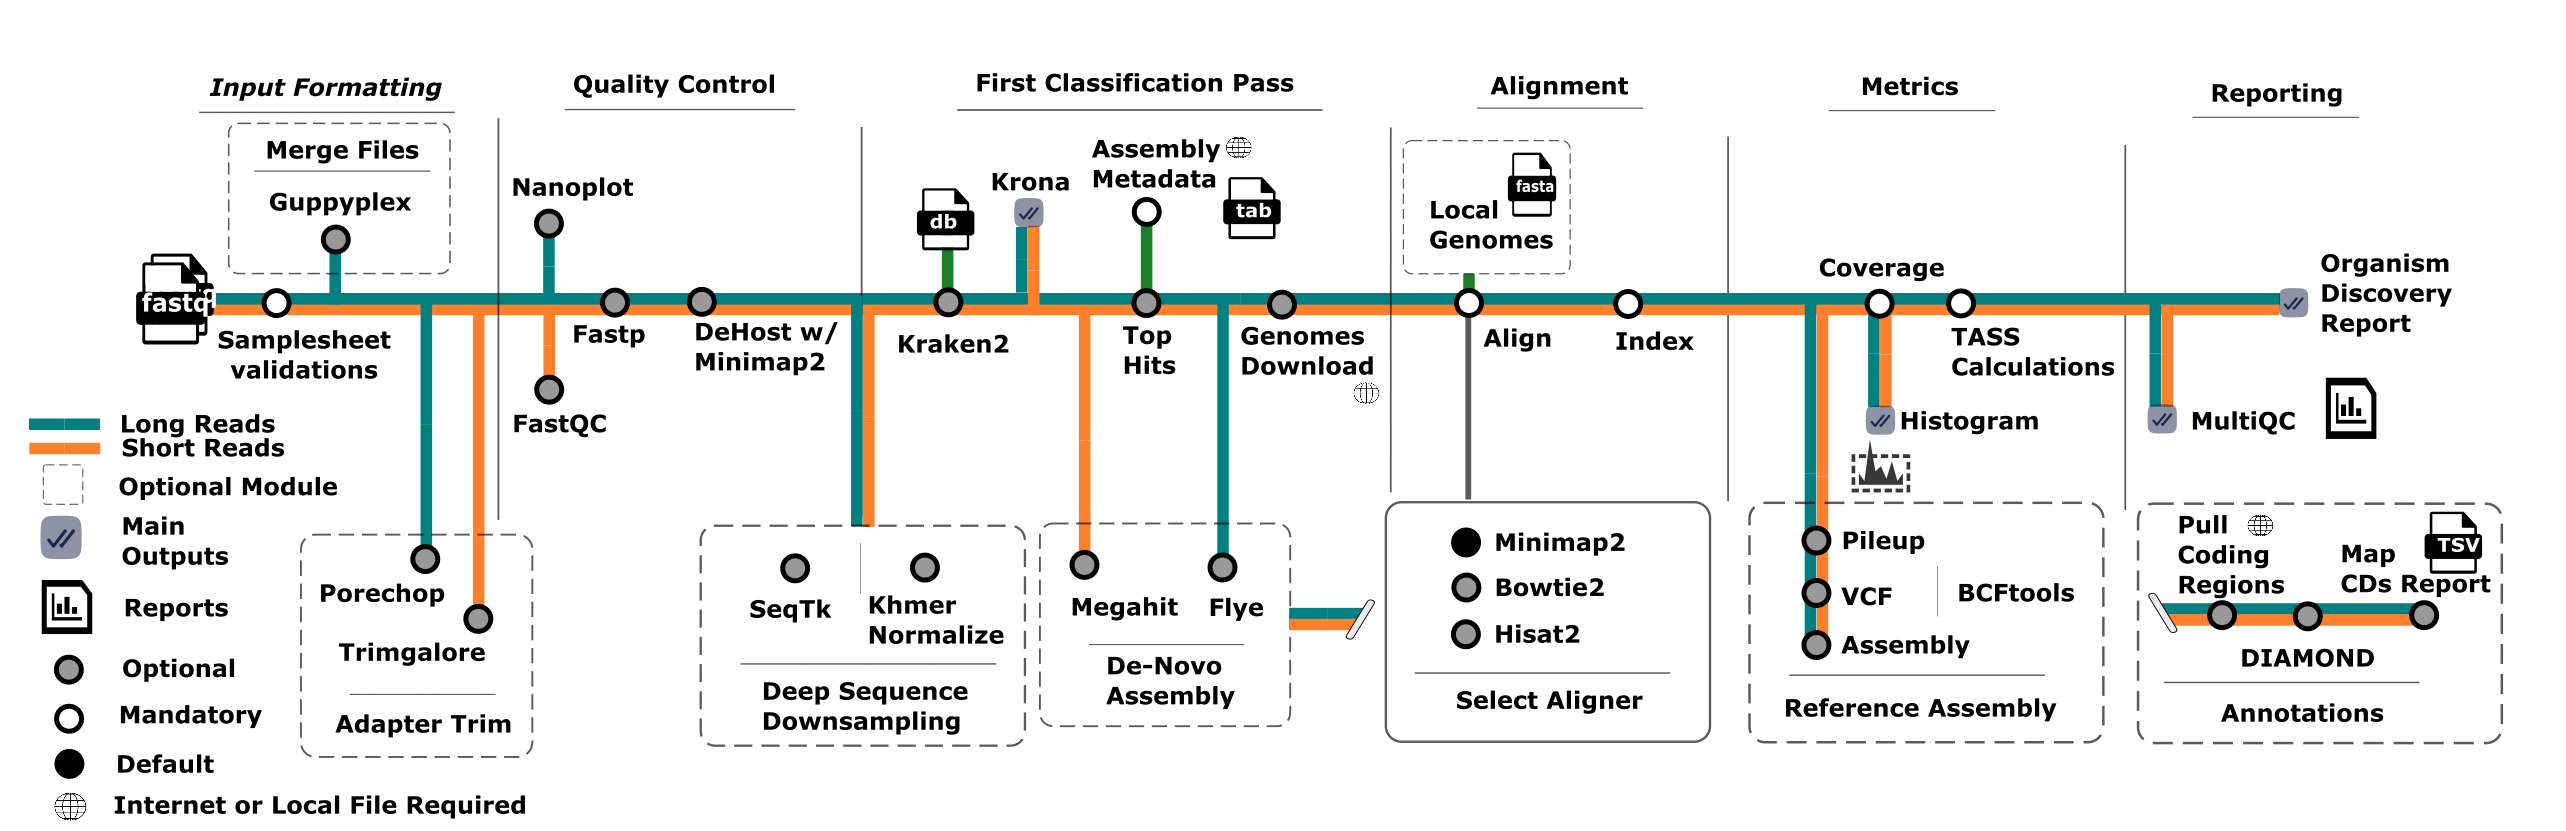 Input Formatting
Quality Control
First Classification Pass
Alignment
Metrics
Reporting
Merge Files
Guppyplex
fastq
Samplesheet
validations
Nanoplot
Fastp
DeHost w/
Minimap2
FastQC
db
Krona
Assembly
Metadata
tab
Kraken2
Top
Hits
Genomes
Download
fasta
Local
Genomes
Align
Index
Coverage
TASS
Calculations
Histogram
Organism
Discovery
Report
MultiQC
Long Reads
Short Reads
Optional Module
Main
Outputs
Reports
Optional
Mandatory
Default
Internet or Local File Required
Porechop
Trimgalore
Adapter Trim
SeqTk
Khmer
Normalize
Deep Sequence
Downsampling
Megahit
Flye
De-Novo
Assembly
Minimap2
Bowtie2
Hisat2
Select Aligner
Pileup
VCF
BCFtools
Assembly
Reference Assembly
Pull
Coding
Regions
Map
CDs Report
TSV
DIAMOND
Annotations